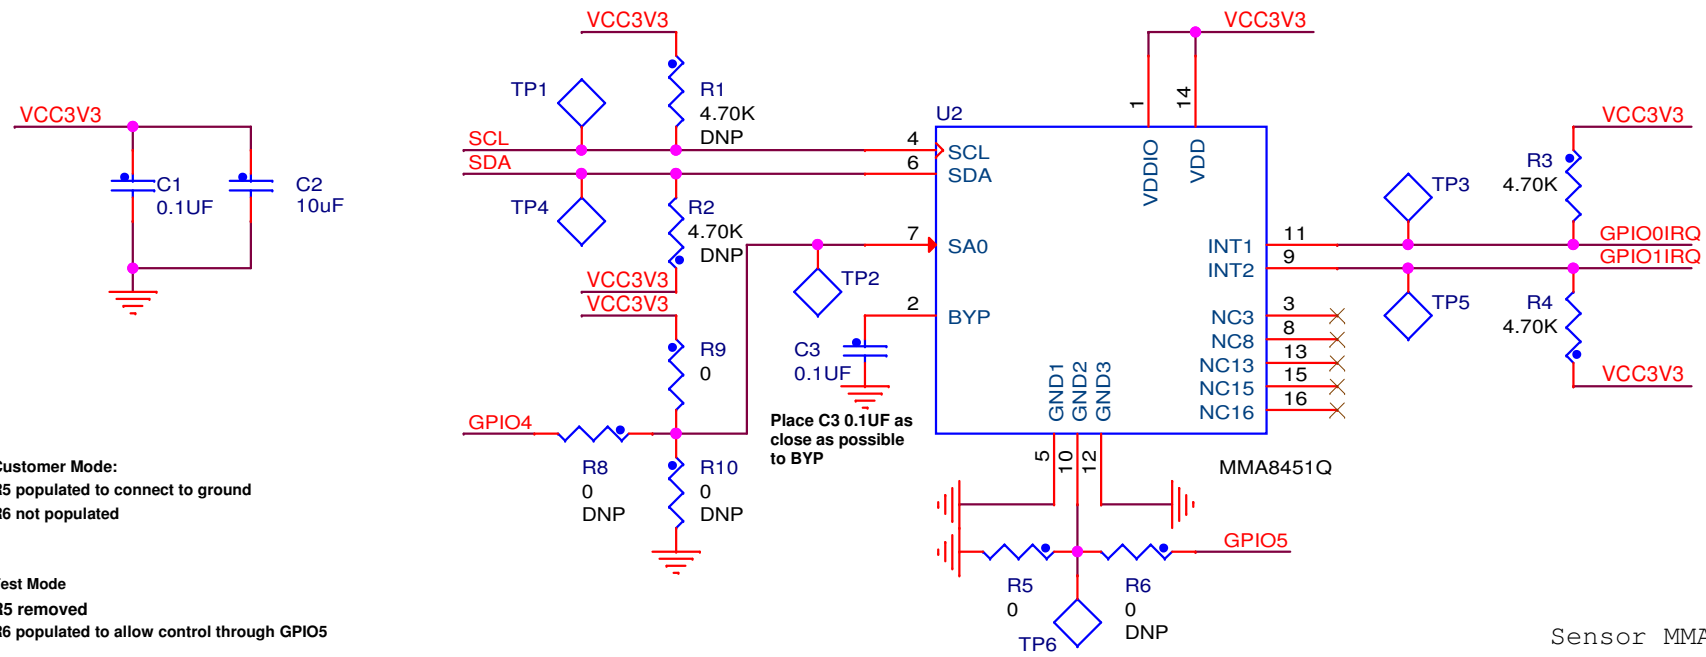 VCC3V3
C1
0.1UF
C2
10uF
VCC3V3
TP1
R1
4.70K
DNP
SCL
SDA
TP4
R2
4.70K
DNP
VCC3V3
VCC3V3
R9
0
GPIO4
R8
0
DNP
R10
0
DNP
TP2
C3
0.1UF
Place C3 0.1UF as
close as possible
to BYP
VCC3V3
U2
1
14
4
6
7
2
SCL
SDA
SA0
BYP
VDDIO
VDD
INT1
INT2
NC3
NC8
NC13
NC15
NC16
GND1
GND2
GND3
11
9
3
8
13
15
16
5
10
12
MMA8451Q
VCC3V3
R3
4.70K
TP3
GPIO0IRQ
GPIO1IRQ
TP5
R4
4.70K
VCC3V3
GPIO5
R5
0
R6
0
DNP
TP6
Customer Mode:
R5 populated to connect to ground
R6 not populated
Test Mode
R5 removed
R6 populated to allow control through GPIO5
Sensor MMA